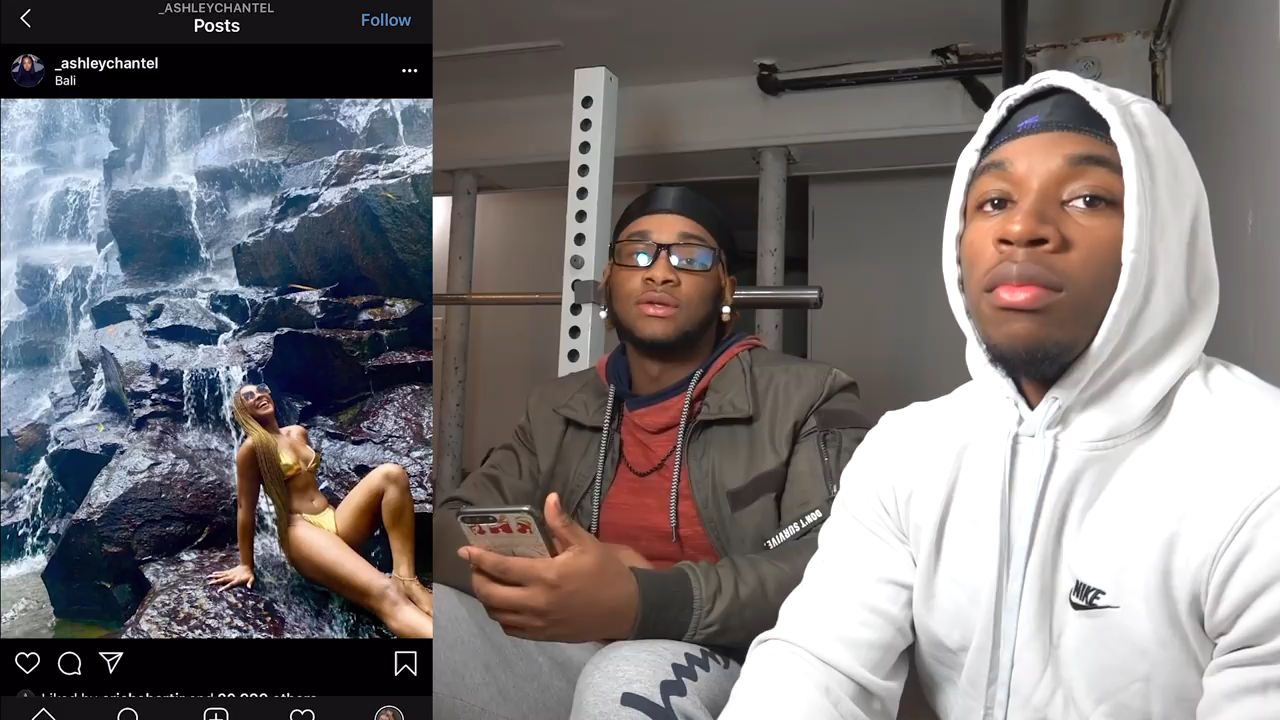 _ASHLEYCHANTEL
Posts
Follow
_ashleychantel
Bali
DON'T SURVIVE
NIKE